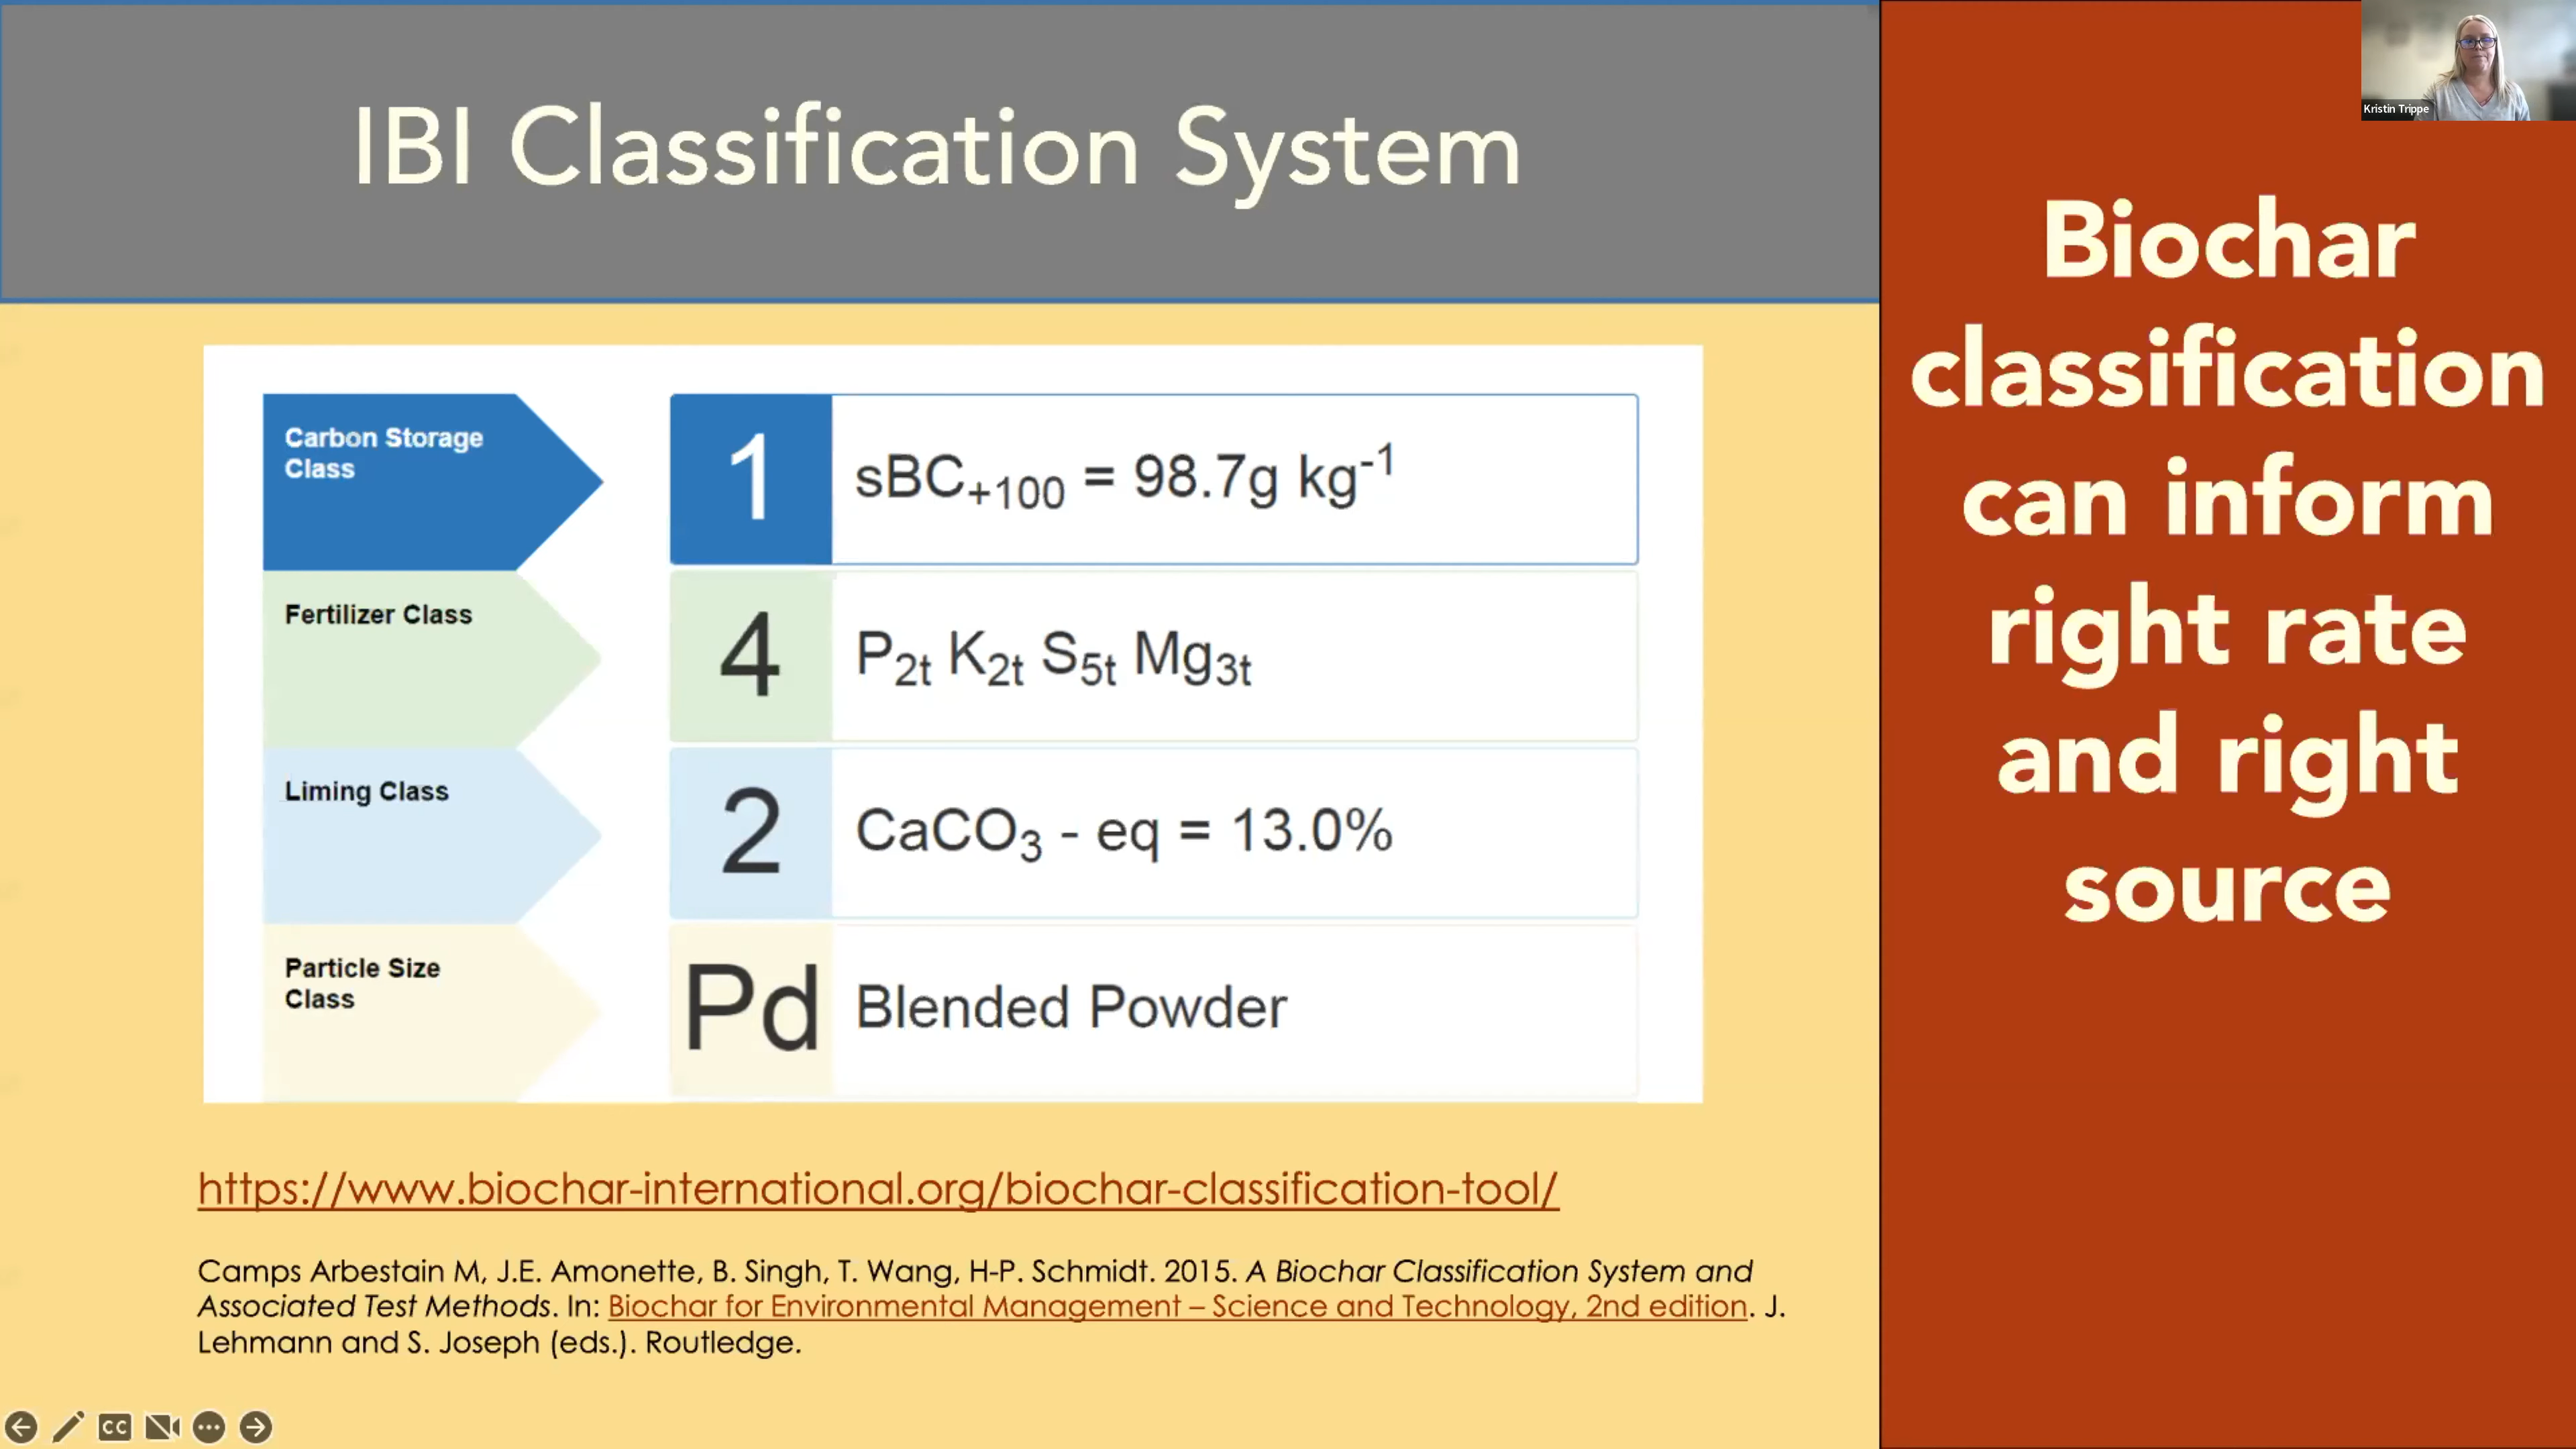 IBI Classification System
Carbon Storage
Class
1
sBC+100 = 98.7g kg-1
Fertilizer Class
4
P2t K2t S5t Mg3t
Liming Class
2
CaCO3 - eq = 13.0%
Particle Size
Class
Pd
Blended Powder
https://www.biochar-international.org/biochar-classification-tool/
Camps Arbestain M, J.E. Amonette, B. Singh, T. Wang, H-P. Schmidt. 2015. A Biochar Classification System and
Associated Test Methods. In: Biochar for Environmental Management – Science and Technology, 2nd edition. J.
Lehmann and S. Joseph (eds.). Routledge.
CC
Kristin Trippe
Biochar
classification
can inform
right rate
and right
source